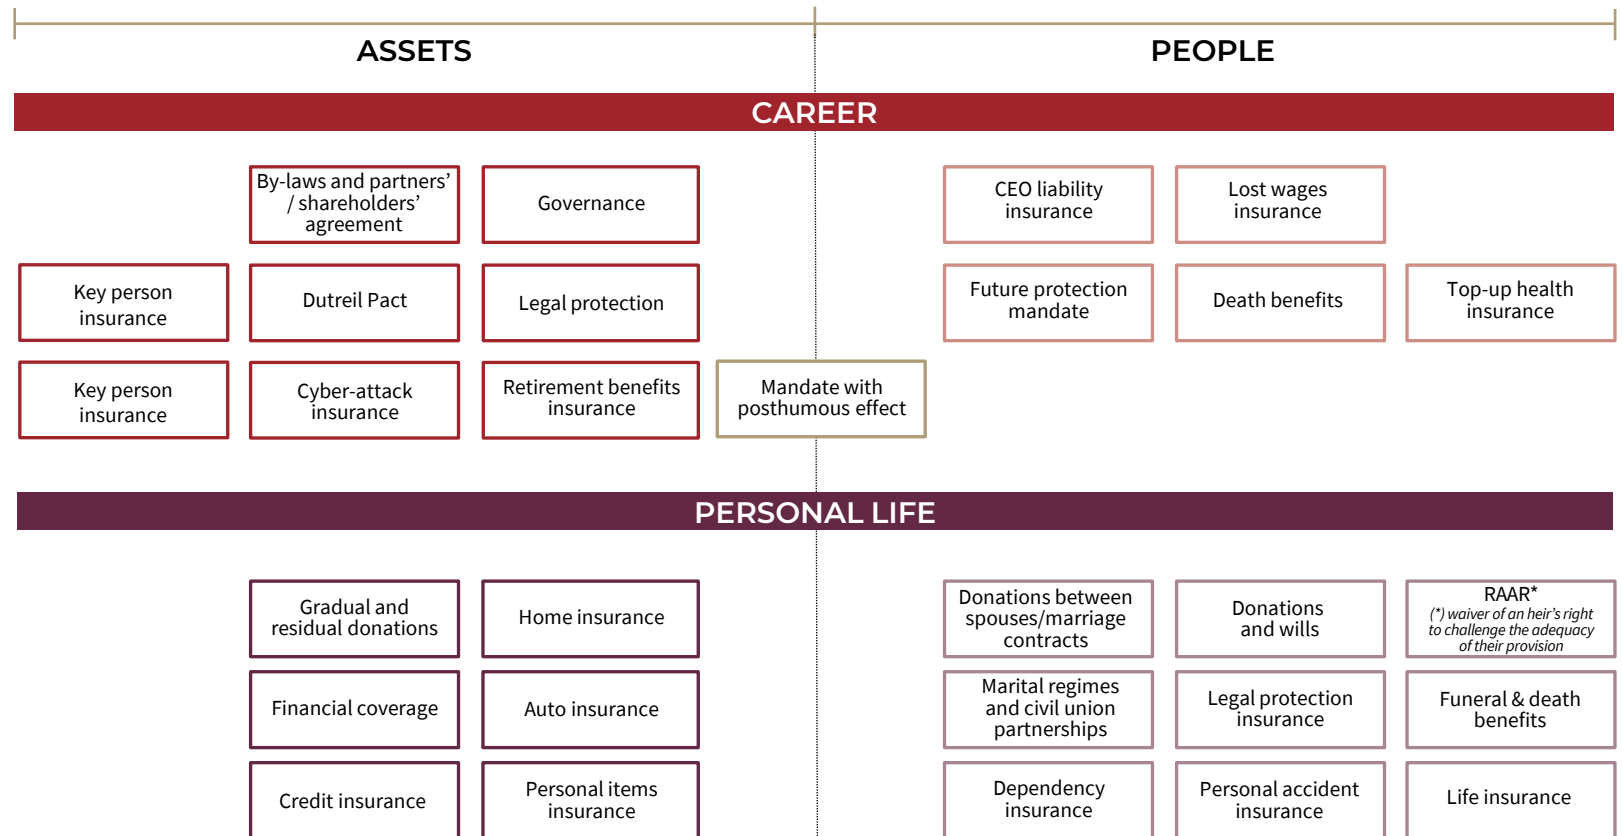 ASSETS
PEOPLE
CAREER
By-laws and partners’
/ shareholders’
agreement
Governance
CEO liability
insurance
Lost wages
insurance
Key person
insurance
Dutreil Pact
Legal protection
Future protection
mandate
Death benefits
Top-up health
insurance
Key person
insurance
Cyber-attack
insurance
Retirement benefits
insurance
Mandate with
posthumous effect
PERSONAL LIFE
Gradual and
residual donations
Home insurance
Donations between
spouses/marriage
contracts
Donations
and wills
RAAR*
(*) waiver of an heir’s right
to challenge the adequacy
of their provision
Financial coverage
Auto insurance
Marital regimes
and civil union
partnerships
Legal protection
insurance
Funeral & death
benefits
Credit insurance
Personal items
insurance
Dependency
insurance
Personal accident
insurance
Life insurance